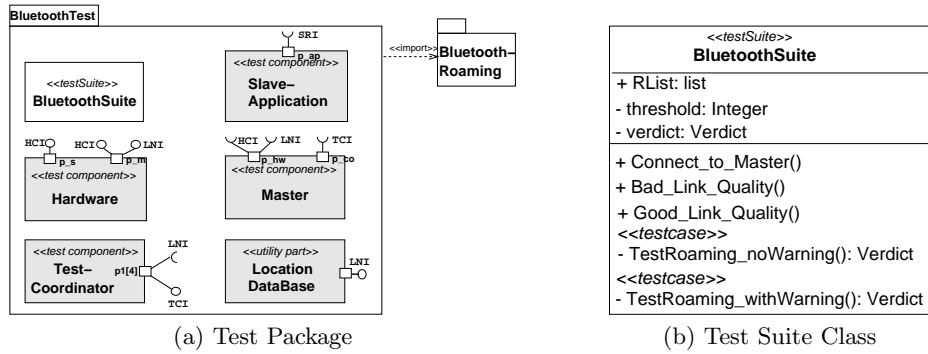 BluetoothTest
SRI
p_ap
<<test component>>
Slave-
Application
<<import>>
Bluetooth-
Roaming
<<testSuite>>
BluetoothSuite
HCI
p_s
HCI
LNI
p_m
<<test component>>
Hardware
HCI
LNI
TCI
p_hw
p_co
<<test component>>
Master
<<test component>>
Test-
Coordinator
p1[4]
LNI
TCI
<<utility part>>
Location
DataBase
LNI
(a) Test Package
<<testSuite>>
BluetoothSuite
+ RList: list
- threshold: Integer
- verdict: Verdict
+ Connect_to_Master()
+ Bad_Link_Quality()
+ Good_Link_Quality()
<<testcase>>
- TestRoaming_noWarning(): Verdict
<<testcase>>
- TestRoaming_withWarning(): Verdict
(b) Test Suite Class